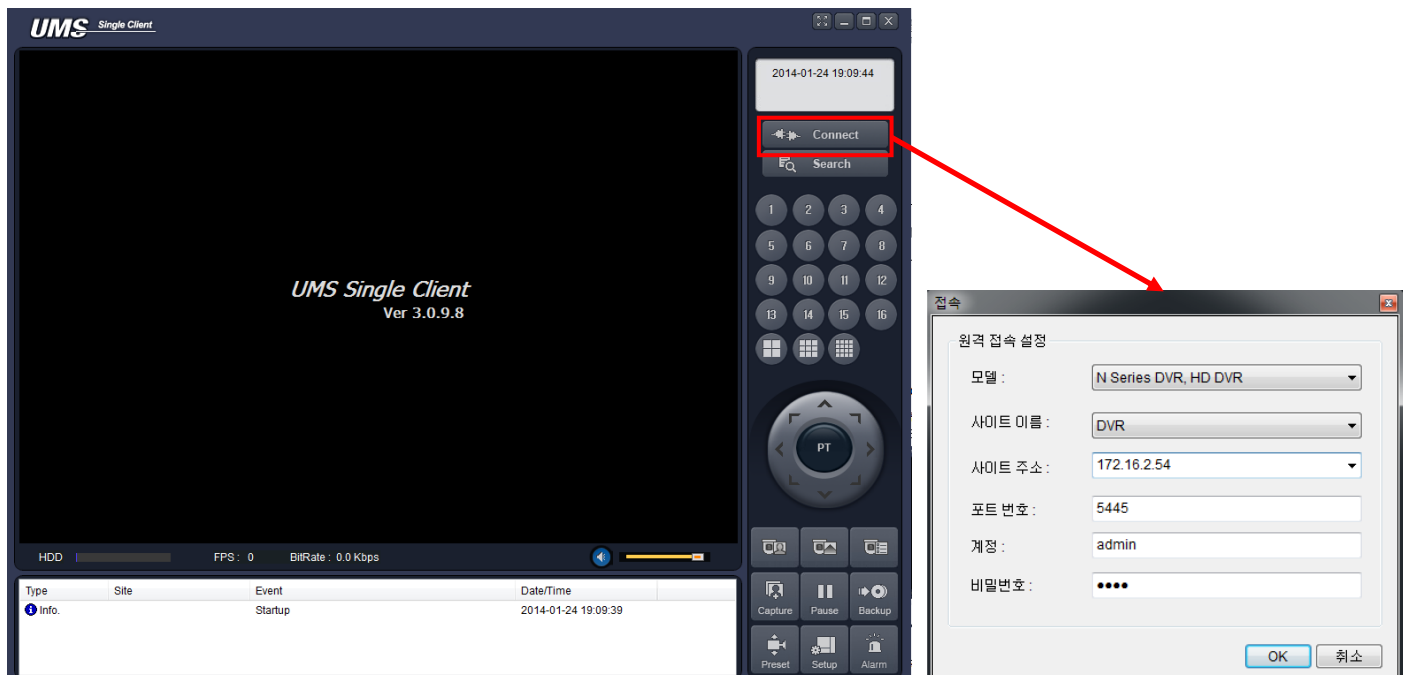 UMS Single Client
2014-01-24 19:09:44
Connect
Search
1 2 3 4
5 6 7 8
9 10 11 12
13 14 15 16
UMS Single Client
Ver 3.0.9.8
PT
HDD FPS : 0 BitRate : 0.0 Kbps
Type Site Event Date/Time
Info. Startup 2014-01-24 19:09:39
Capture Pause Backup
Preset Setup Alarm
접속
원격 접속 설정
모델 : N Series DVR, HD DVR
사이트 이름 : DVR
사이트 주소 : 172.16.2.54
포트 번호 : 5445
계정 : admin
비밀번호 : ●●●●
OK 취소